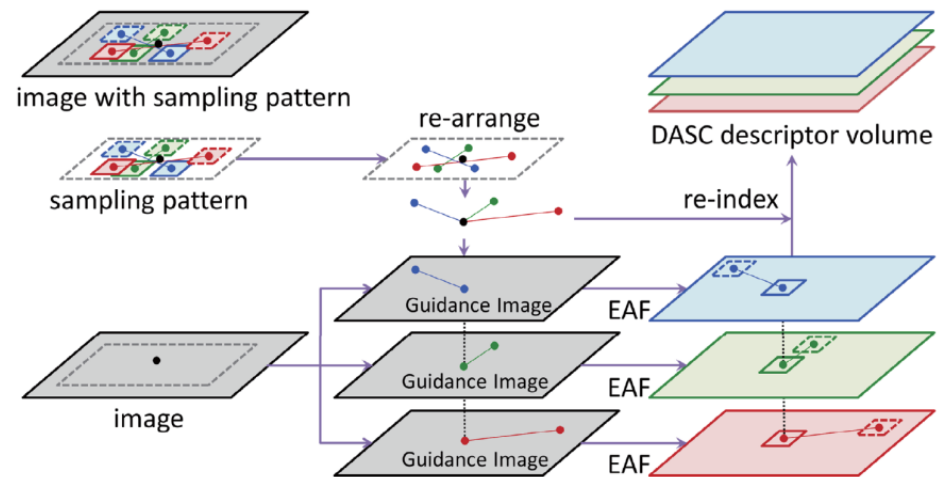 image with sampling pattern
re-arrange
DASC descriptor volume
sampling pattern
re-index
Guidance Image
EAF
Guidance Image
EAF
image
Guidance Image
EAF